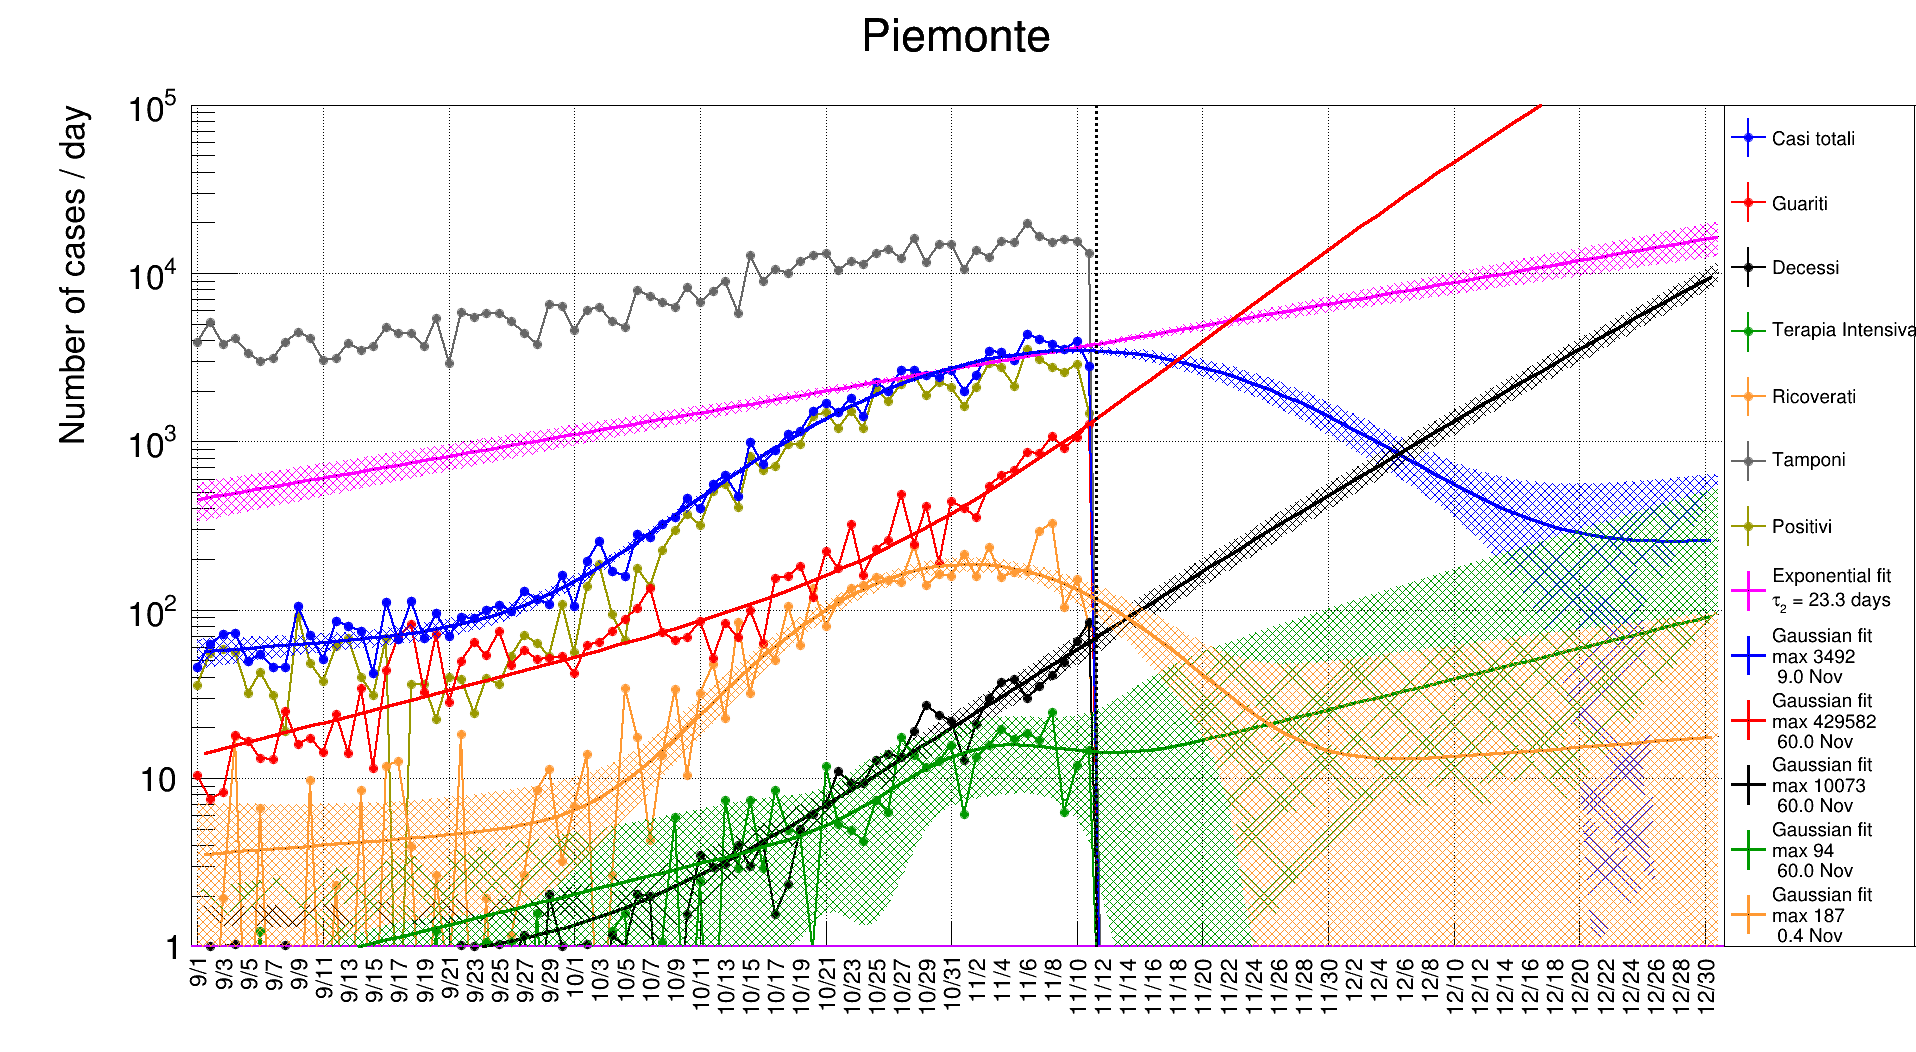 Piemonte
Number of cases / day
10^5
10^4
10^3
10^2
10
1
9/1
9/3
9/5
9/7
9/9
9/11
9/13
9/15
9/17
9/19
9/21
9/23
9/25
9/27
9/29
10/1
10/3
10/5
10/7
10/9
10/11
10/13
10/15
10/17
10/19
10/21
10/23
10/25
10/27
10/29
10/31
11/2
11/4
11/6
11/8
11/10
11/12
11/14
11/16
11/18
11/20
11/22
11/24
11/26
11/28
11/30
12/2
12/4
12/6
12/8
12/10
12/12
12/14
12/16
12/18
12/20
12/22
12/24
12/26
12/28
12/30
Casi totali
Guariti
Decessi
Terapia Intensiva
Ricoverati
Tamponi
Positivi
Exponential fit
τ₂ = 23.3 days
Gaussian fit
max 3492
9.0 Nov
Gaussian fit
max 429582
60.0 Nov
Gaussian fit
max 10073
60.0 Nov
Gaussian fit
max 94
60.0 Nov
Gaussian fit
max 187
0.4 Nov